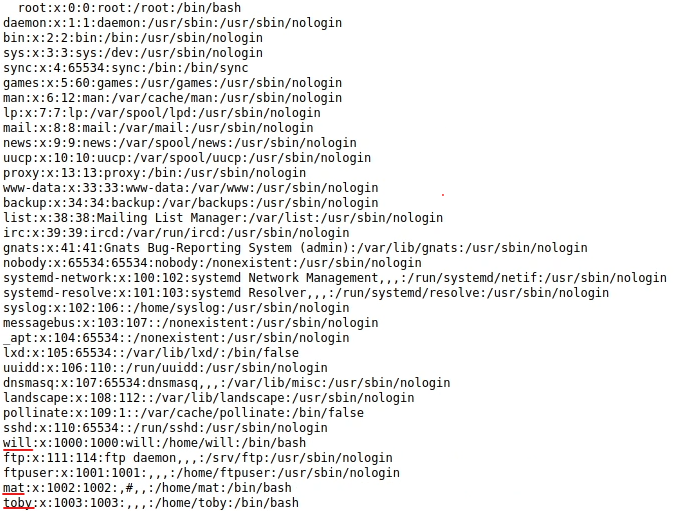 root:x:0:0:root:/root:/bin/bash
daemon:x:1:1:daemon:/usr/sbin:/usr/sbin/nologin
bin:x:2:2:bin:/bin:/usr/sbin/nologin
sys:x:3:3:sys:/dev:/usr/sbin/nologin
sync:x:4:65534:sync:/bin:/bin/sync
games:x:5:60:games:/usr/games:/usr/sbin/nologin
man:x:6:12:man:/var/cache/man:/usr/sbin/nologin
lp:x:7:7:lp:/var/spool/lpd:/usr/sbin/nologin
mail:x:8:8:mail:/var/mail:/usr/sbin/nologin
news:x:9:9:news:/var/spool/news:/usr/sbin/nologin
uucp:x:10:10:uucp:/var/spool/uucp:/usr/sbin/nologin
proxy:x:13:13:proxy:/bin:/usr/sbin/nologin
www-data:x:33:33:www-data:/var/www:/usr/sbin/nologin
backup:x:34:34:backup:/var/backups:/usr/sbin/nologin
list:x:38:38:Mailing List Manager:/var/list:/usr/sbin/nologin
irc:x:39:39:ircd:/var/run/ircd:/usr/sbin/nologin
gnats:x:41:41:Gnats Bug-Reporting System (admin):/var/lib/gnats:/usr/sbin/nologin
nobody:x:65534:65534:nobody:/nonexistent:/usr/sbin/nologin
systemd-network:x:100:102:systemd Network Management,,,:/run/systemd/netif:/usr/sbin/nologin
systemd-resolve:x:101:103:systemd Resolver,,,:/run/systemd/resolve:/usr/sbin/nologin
syslog:x:102:106::/home/syslog:/usr/sbin/nologin
messagebus:x:103:107::/nonexistent:/usr/sbin/nologin
_apt:x:104:65534::/nonexistent:/usr/sbin/nologin
lxd:x:105:65534::/var/lib/lxd/:/bin/false
uuidd:x:106:110::/run/uuidd:/usr/sbin/nologin
dnsmasq:x:107:65534:dnsmasq,,,:/var/lib/misc:/usr/sbin/nologin
landscape:x:108:112::/var/lib/landscape:/usr/sbin/nologin
pollinate:x:109:1::/var/cache/pollinate:/bin/false
sshd:x:110:65534::/run/sshd:/usr/sbin/nologin
will:x:1000:1000:will:/home/will:/bin/bash
ftp:x:111:114:ftp daemon,,,:/srv/ftp:/usr/sbin/nologin
ftpuser:x:1001:1001:,,,:/home/ftpuser:/usr/sbin/nologin
mat:x:1002:1002:,#,,:/home/mat:/bin/bash
toby:x:1003:1003:,,,:/home/toby:/bin/bash